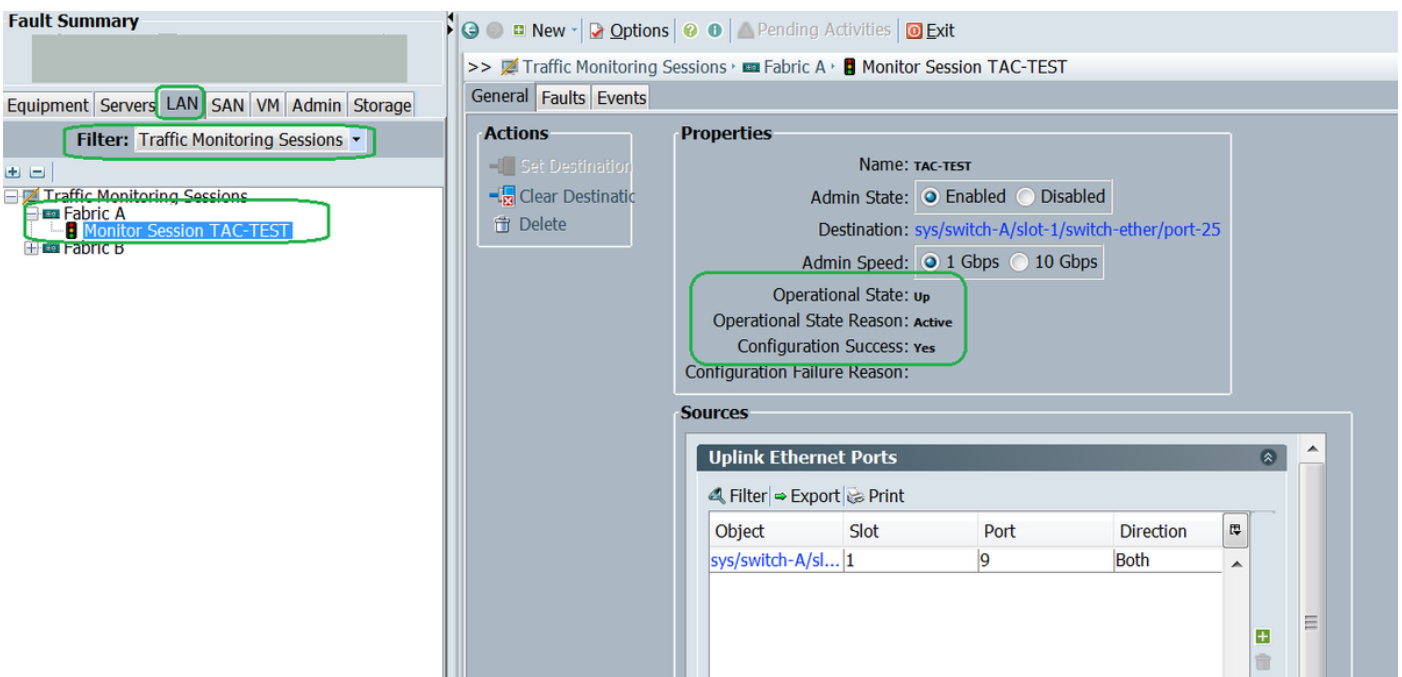 Fault Summary
Equipment Servers LAN SAN VM Admin Storage
Filter: Traffic Monitoring Sessions
Traffic Monitoring Sessions
Fabric A
Monitor Session TAC-TEST
Fabric B
New Options Pending Activities Exit
>> Traffic Monitoring Sessions Fabric A Monitor Session TAC-TEST
General Faults Events
Actions
Set Destination
Clear Destinatic
Delete
Properties
Name: TAC-TEST
Admin State: Enabled Disabled
Destination: sys/switch-A/slot-1/switch-ether/port-25
Admin Speed: 1 Gbps 10 Gbps
Operational State: Up
Operational State Reason: Active
Configuration Success: Yes
Configuration Failure Reason:
Sources
Uplink Ethernet Ports
Filter Export Print
Object Slot Port Direction
sys/switch-A/sl... 1 9 Both